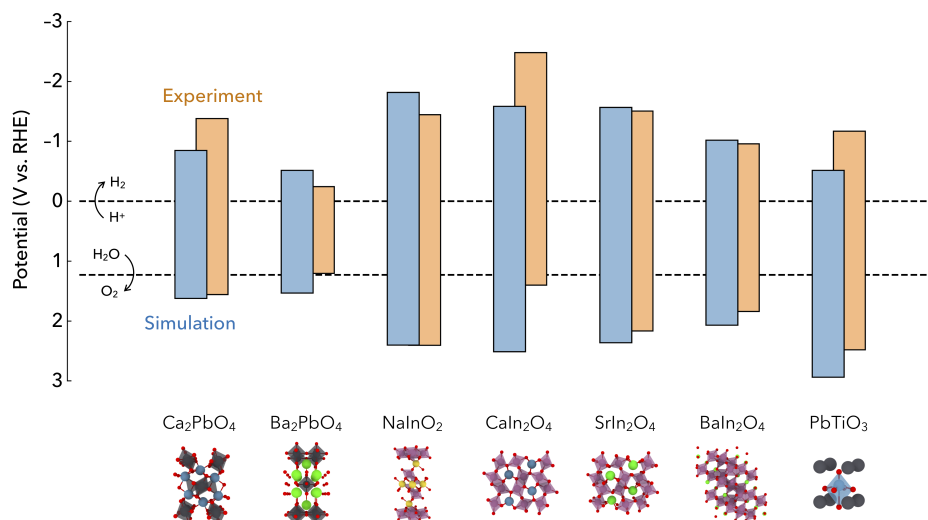 Potential (V vs. RHE)
–3
–2
–1
0
1
2
3
Experiment
H₂
H⁺
H₂O
O₂
Simulation
Ca₂PbO₄
Ba₂PbO₄
NaInO₂
CaIn₂O₄
SrIn₂O₄
BaIn₂O₄
PbTiO₃